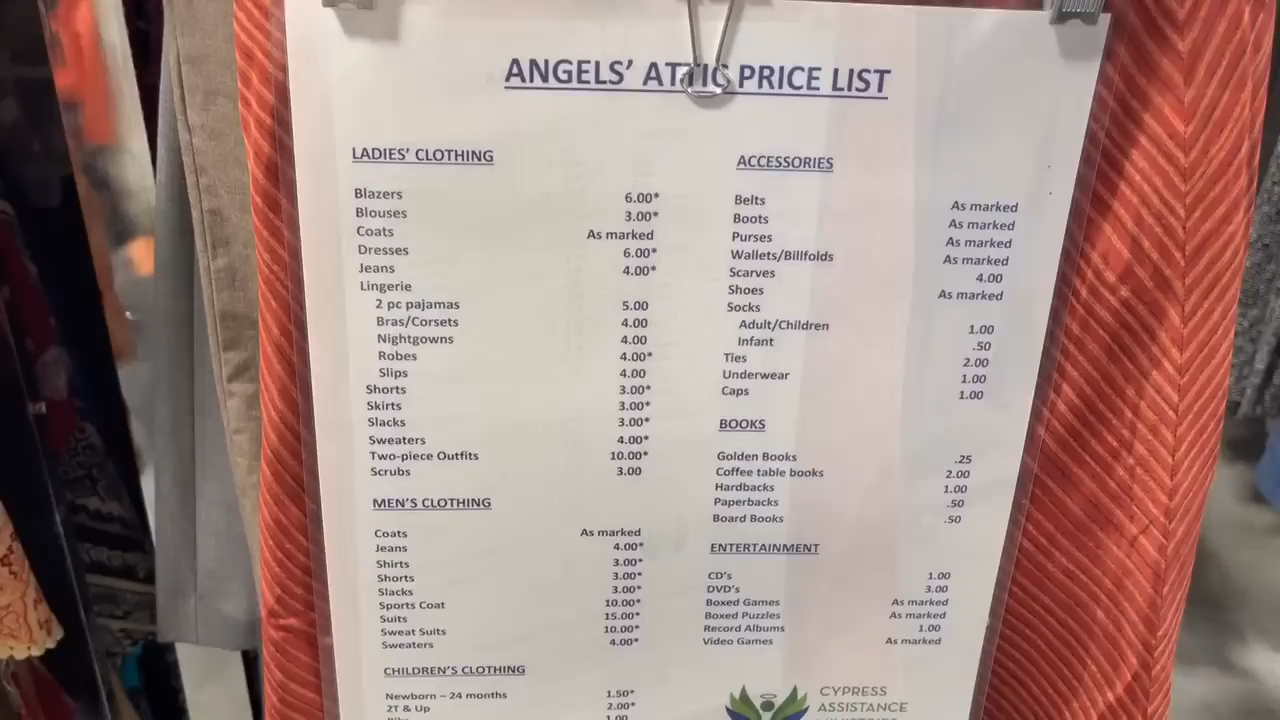 ANGELS' ATTIC PRICE LIST
LADIES' CLOTHING
Blazers 6.00*
Blouses 3.00*
Coats As marked
Dresses 6.00*
Jeans 4.00*
Lingerie
2 pc pajamas 5.00
Bras/Corsets 4.00
Nightgowns 4.00
Robes 4.00*
Slips 4.00
Shorts 3.00*
Skirts 3.00*
Slacks 3.00*
Sweaters 4.00*
Two-piece Outfits 10.00*
Scrubs 3.00
MEN'S CLOTHING
Coats As marked
Jeans 4.00*
Shirts 3.00*
Shorts 3.00*
Slacks 3.00*
Sports Coat 10.00*
Suits 15.00*
Sweat Suits 10.00*
Sweaters 4.00*
CHILDREN'S CLOTHING
Newborn – 24 months 1.50*
2T & Up 2.00*
Bibs 1.00
ACCESSORIES
Belts As marked
Boots As marked
Purses As marked
Wallets/Billfolds As marked
Scarves 4.00
Shoes As marked
Socks
Adult/Children 1.00
Infant .50
Ties 2.00
Underwear 1.00
Caps 1.00
BOOKS
Golden Books .25
Coffee table books 2.00
Hardbacks 1.00
Paperbacks .50
Board Books .50
ENTERTAINMENT
CD's 1.00
DVD's 3.00
Boxed Games As marked
Boxed Puzzles As marked
Record Albums 1.00
Video Games As marked
CYPRESS
ASSISTANCE
MINISTRIES